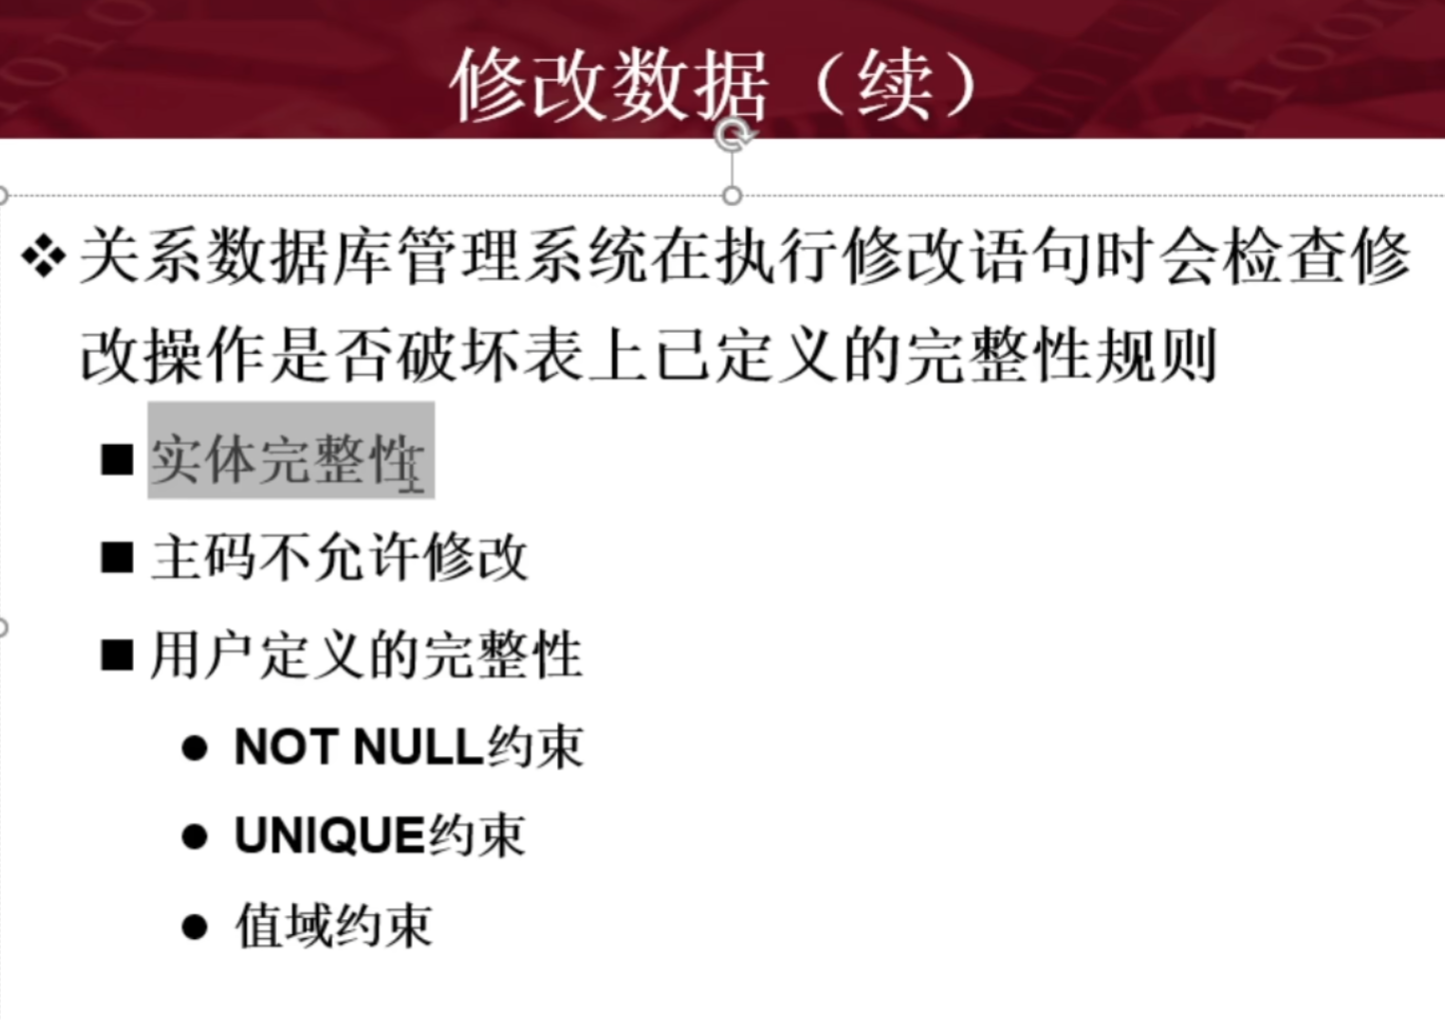 修改数据（续）
❖关系数据库管理系统在执行修改语句时会检查修
改操作是否破坏表上已定义的完整性规则
■ 实体完整性
■ 主码不允许修改
■ 用户定义的完整性
● NOT NULL约束
● UNIQUE约束
● 值域约束